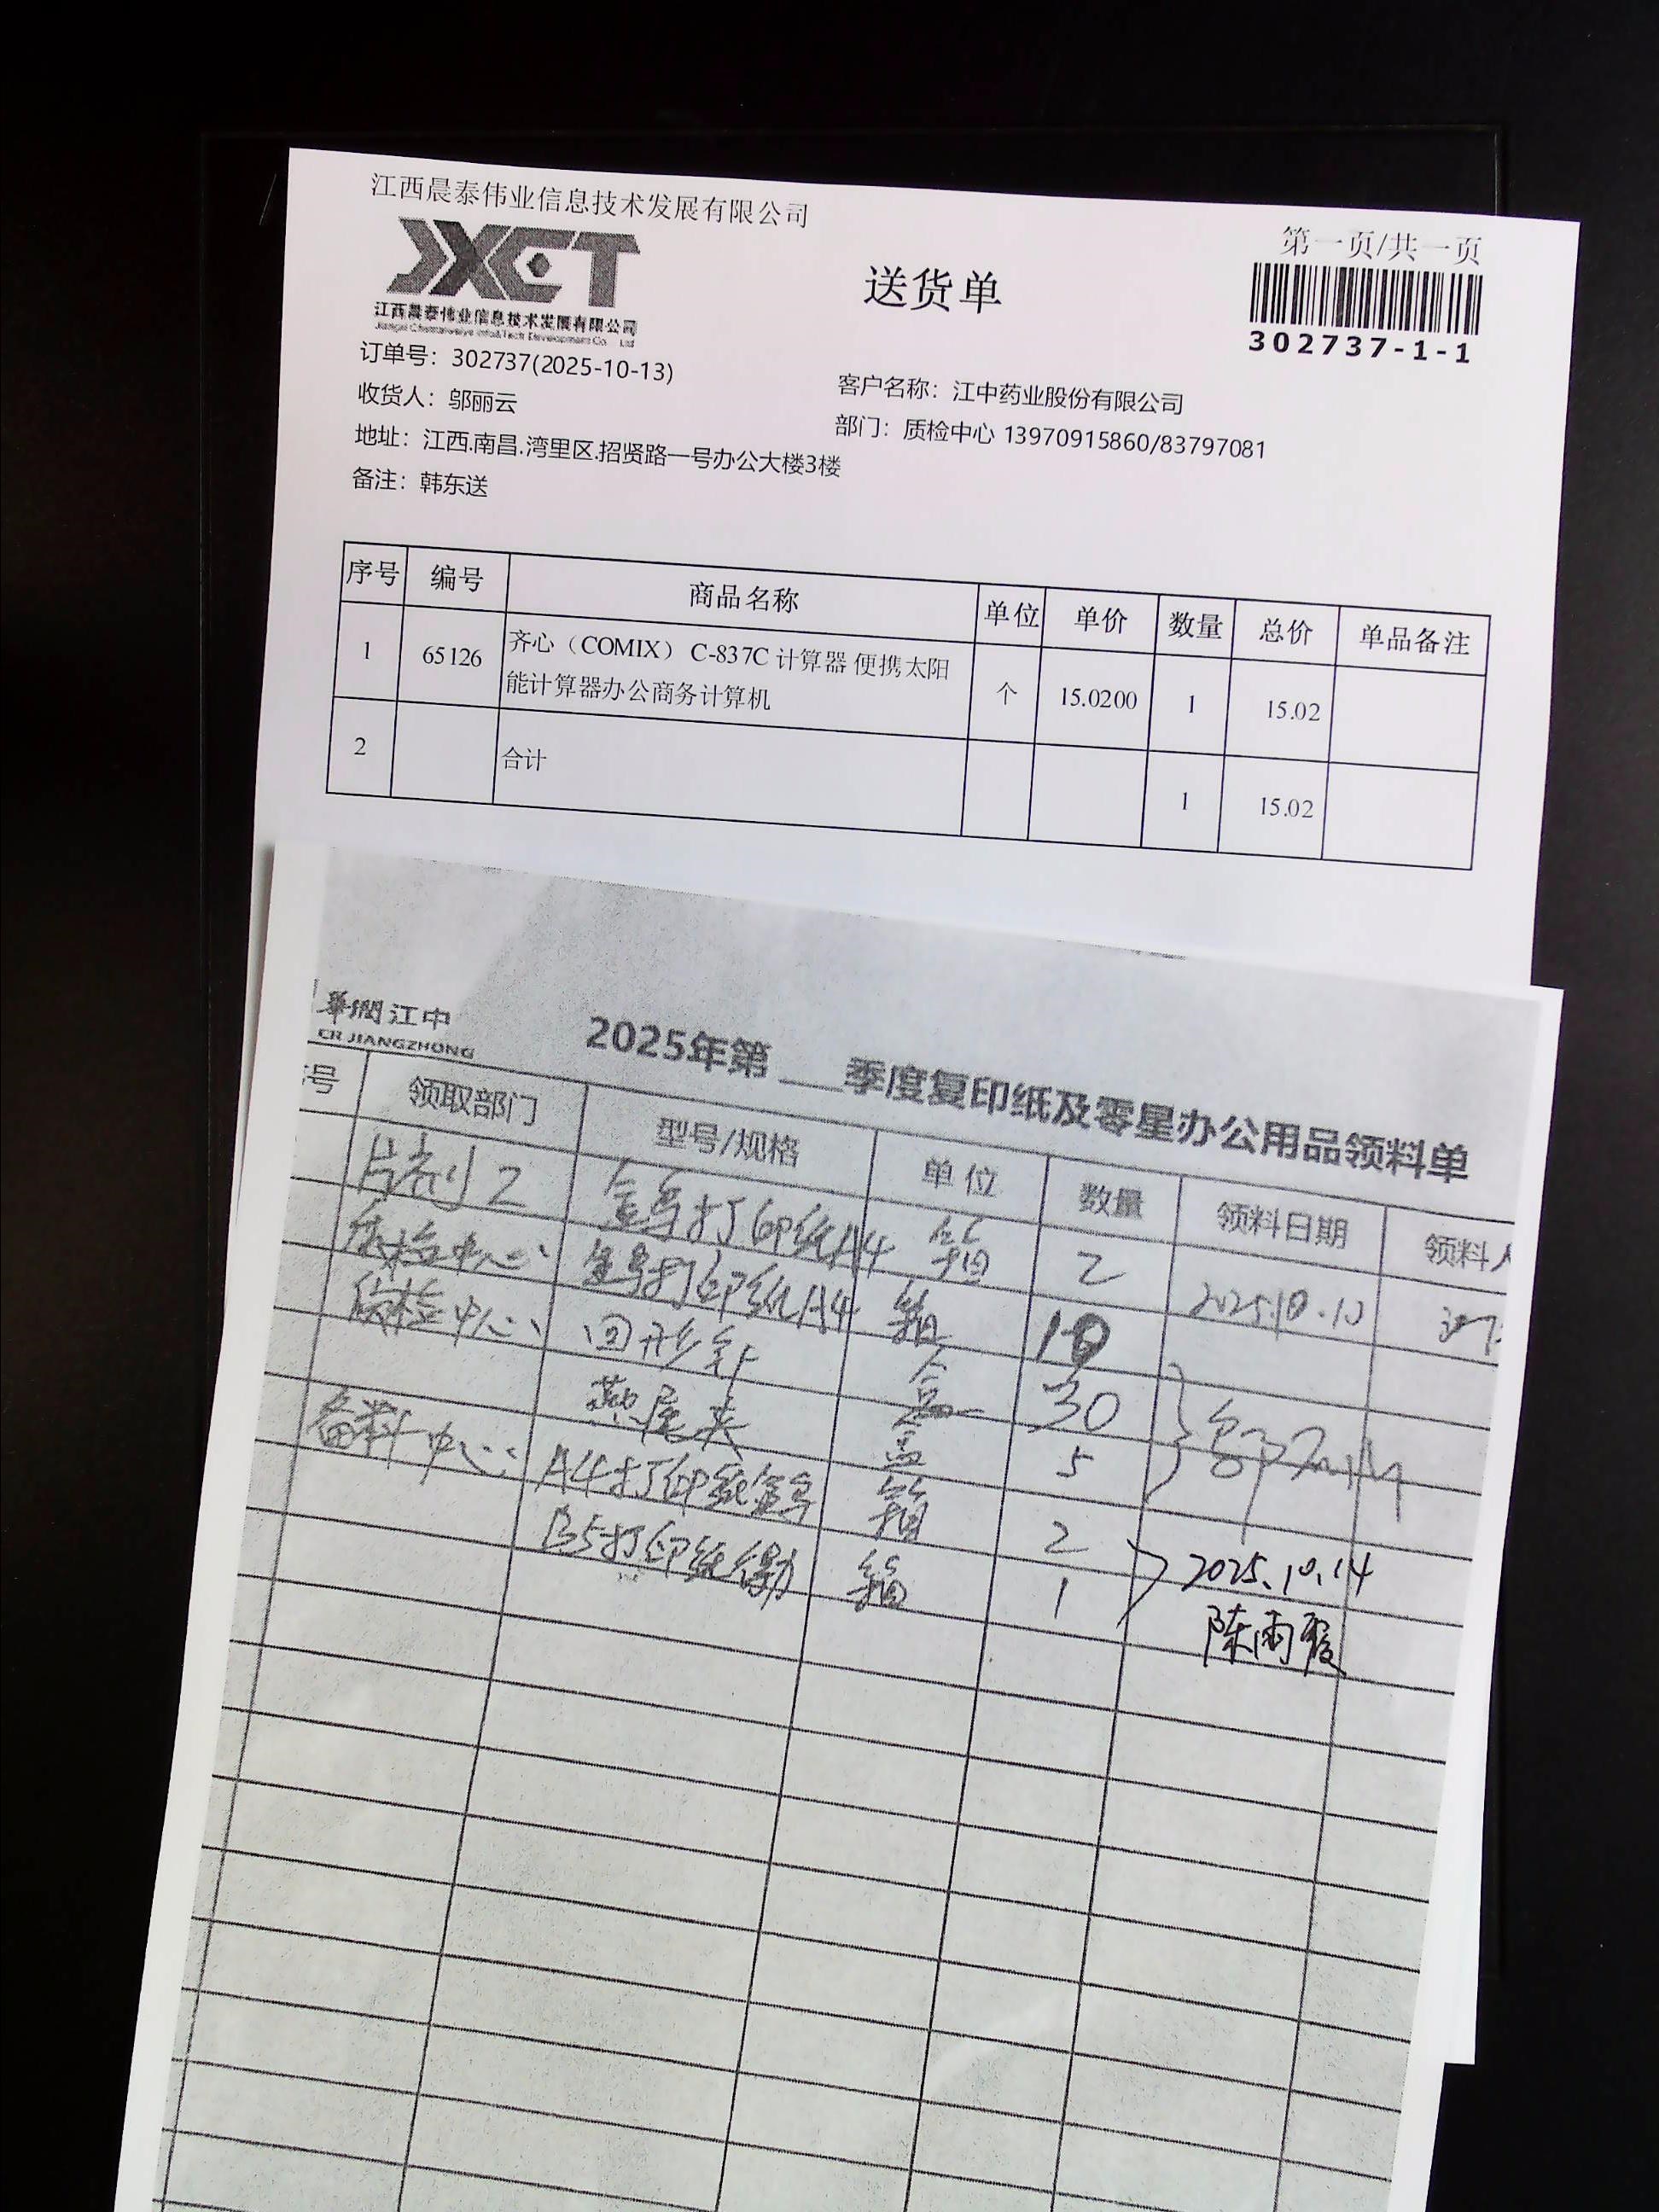 江西晨泰伟业信息技术发展有限公司
第一页/共一页
JXCT
送货单
江西晨泰伟业信息技术发展有限公司
302737-1-1
订单号：302737(2025-10-13)
客户名称：江中药业股份有限公司
收货人：邬丽云
部门：质检中心 13970915860/83797081
地址：江西.南昌.湾里区.招贤路一号办公大楼3楼
备注：韩东送
序号 编号 商品名称 单位 单价 数量 总价 单品备注
1 65126 齐心（COMIX） C-837C 计算器 便携太阳
能计算器办公商务计算机 个 15.0200 1 15.02
2 合计 1 15.02
華潤江中
CR JIANGZHONG
2025年第___季度复印纸及零星办公用品领料单
号 领取部门 型号/规格 单位 数量 领料日期 领料人
片剂2 打印纸A4 箱 2 2025.10.10
质检中心 打印纸A4 箱
质检中心 回形针 盒 30
燕尾夹 盒 5
备料中心 A4打印纸 箱 2
B5打印纸 箱 1
2025.10.14
陈雨霞